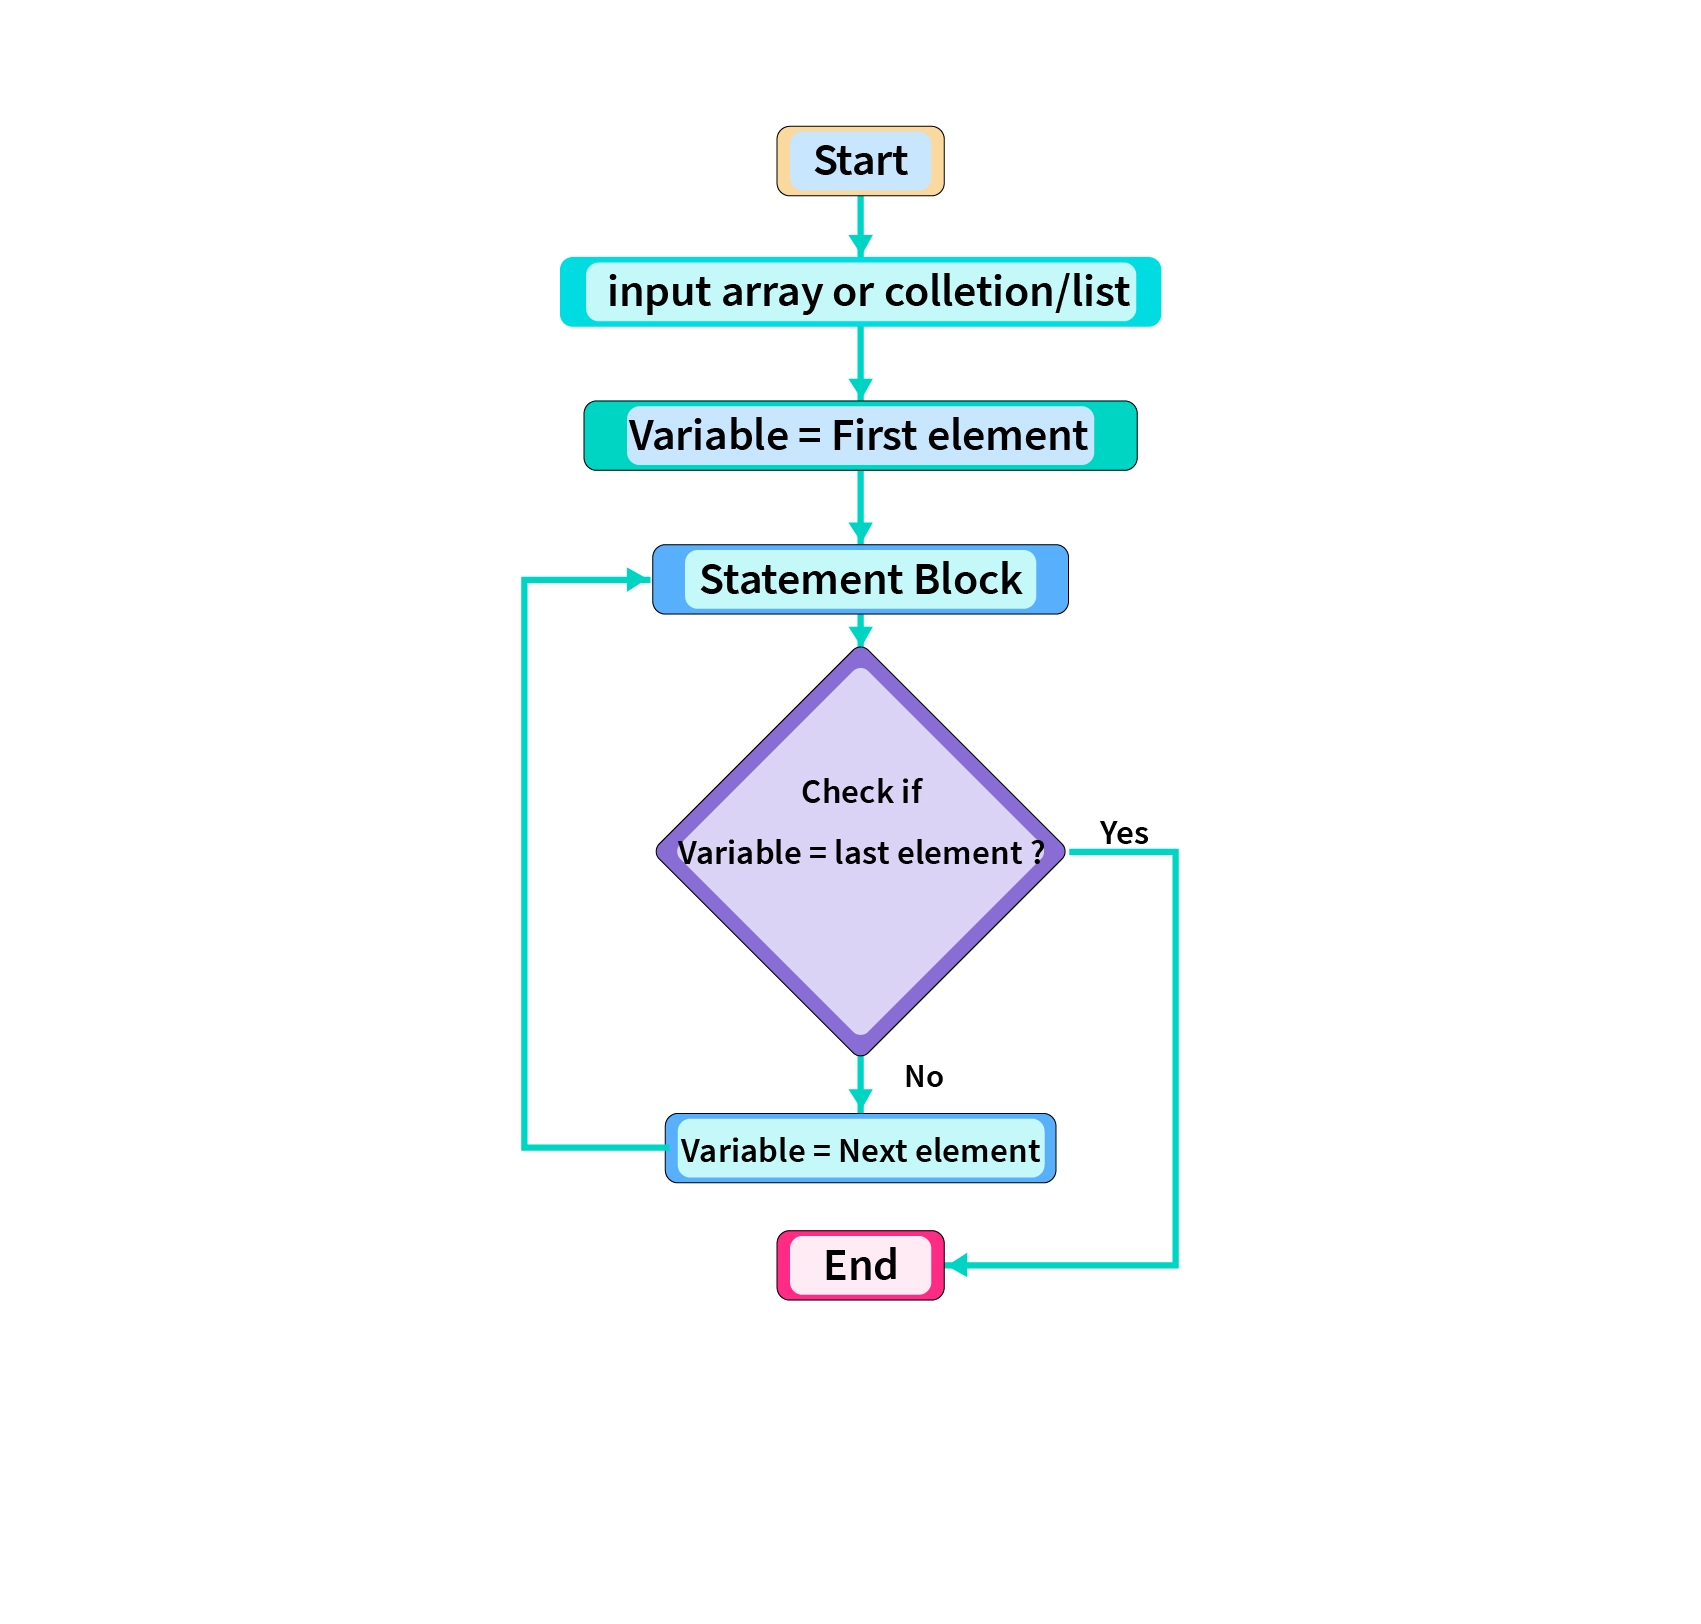 Start
input array or colletion/list
Variable = First element
Statement Block
Check if
Variable = last element ?
Yes
No
Variable = Next element
End